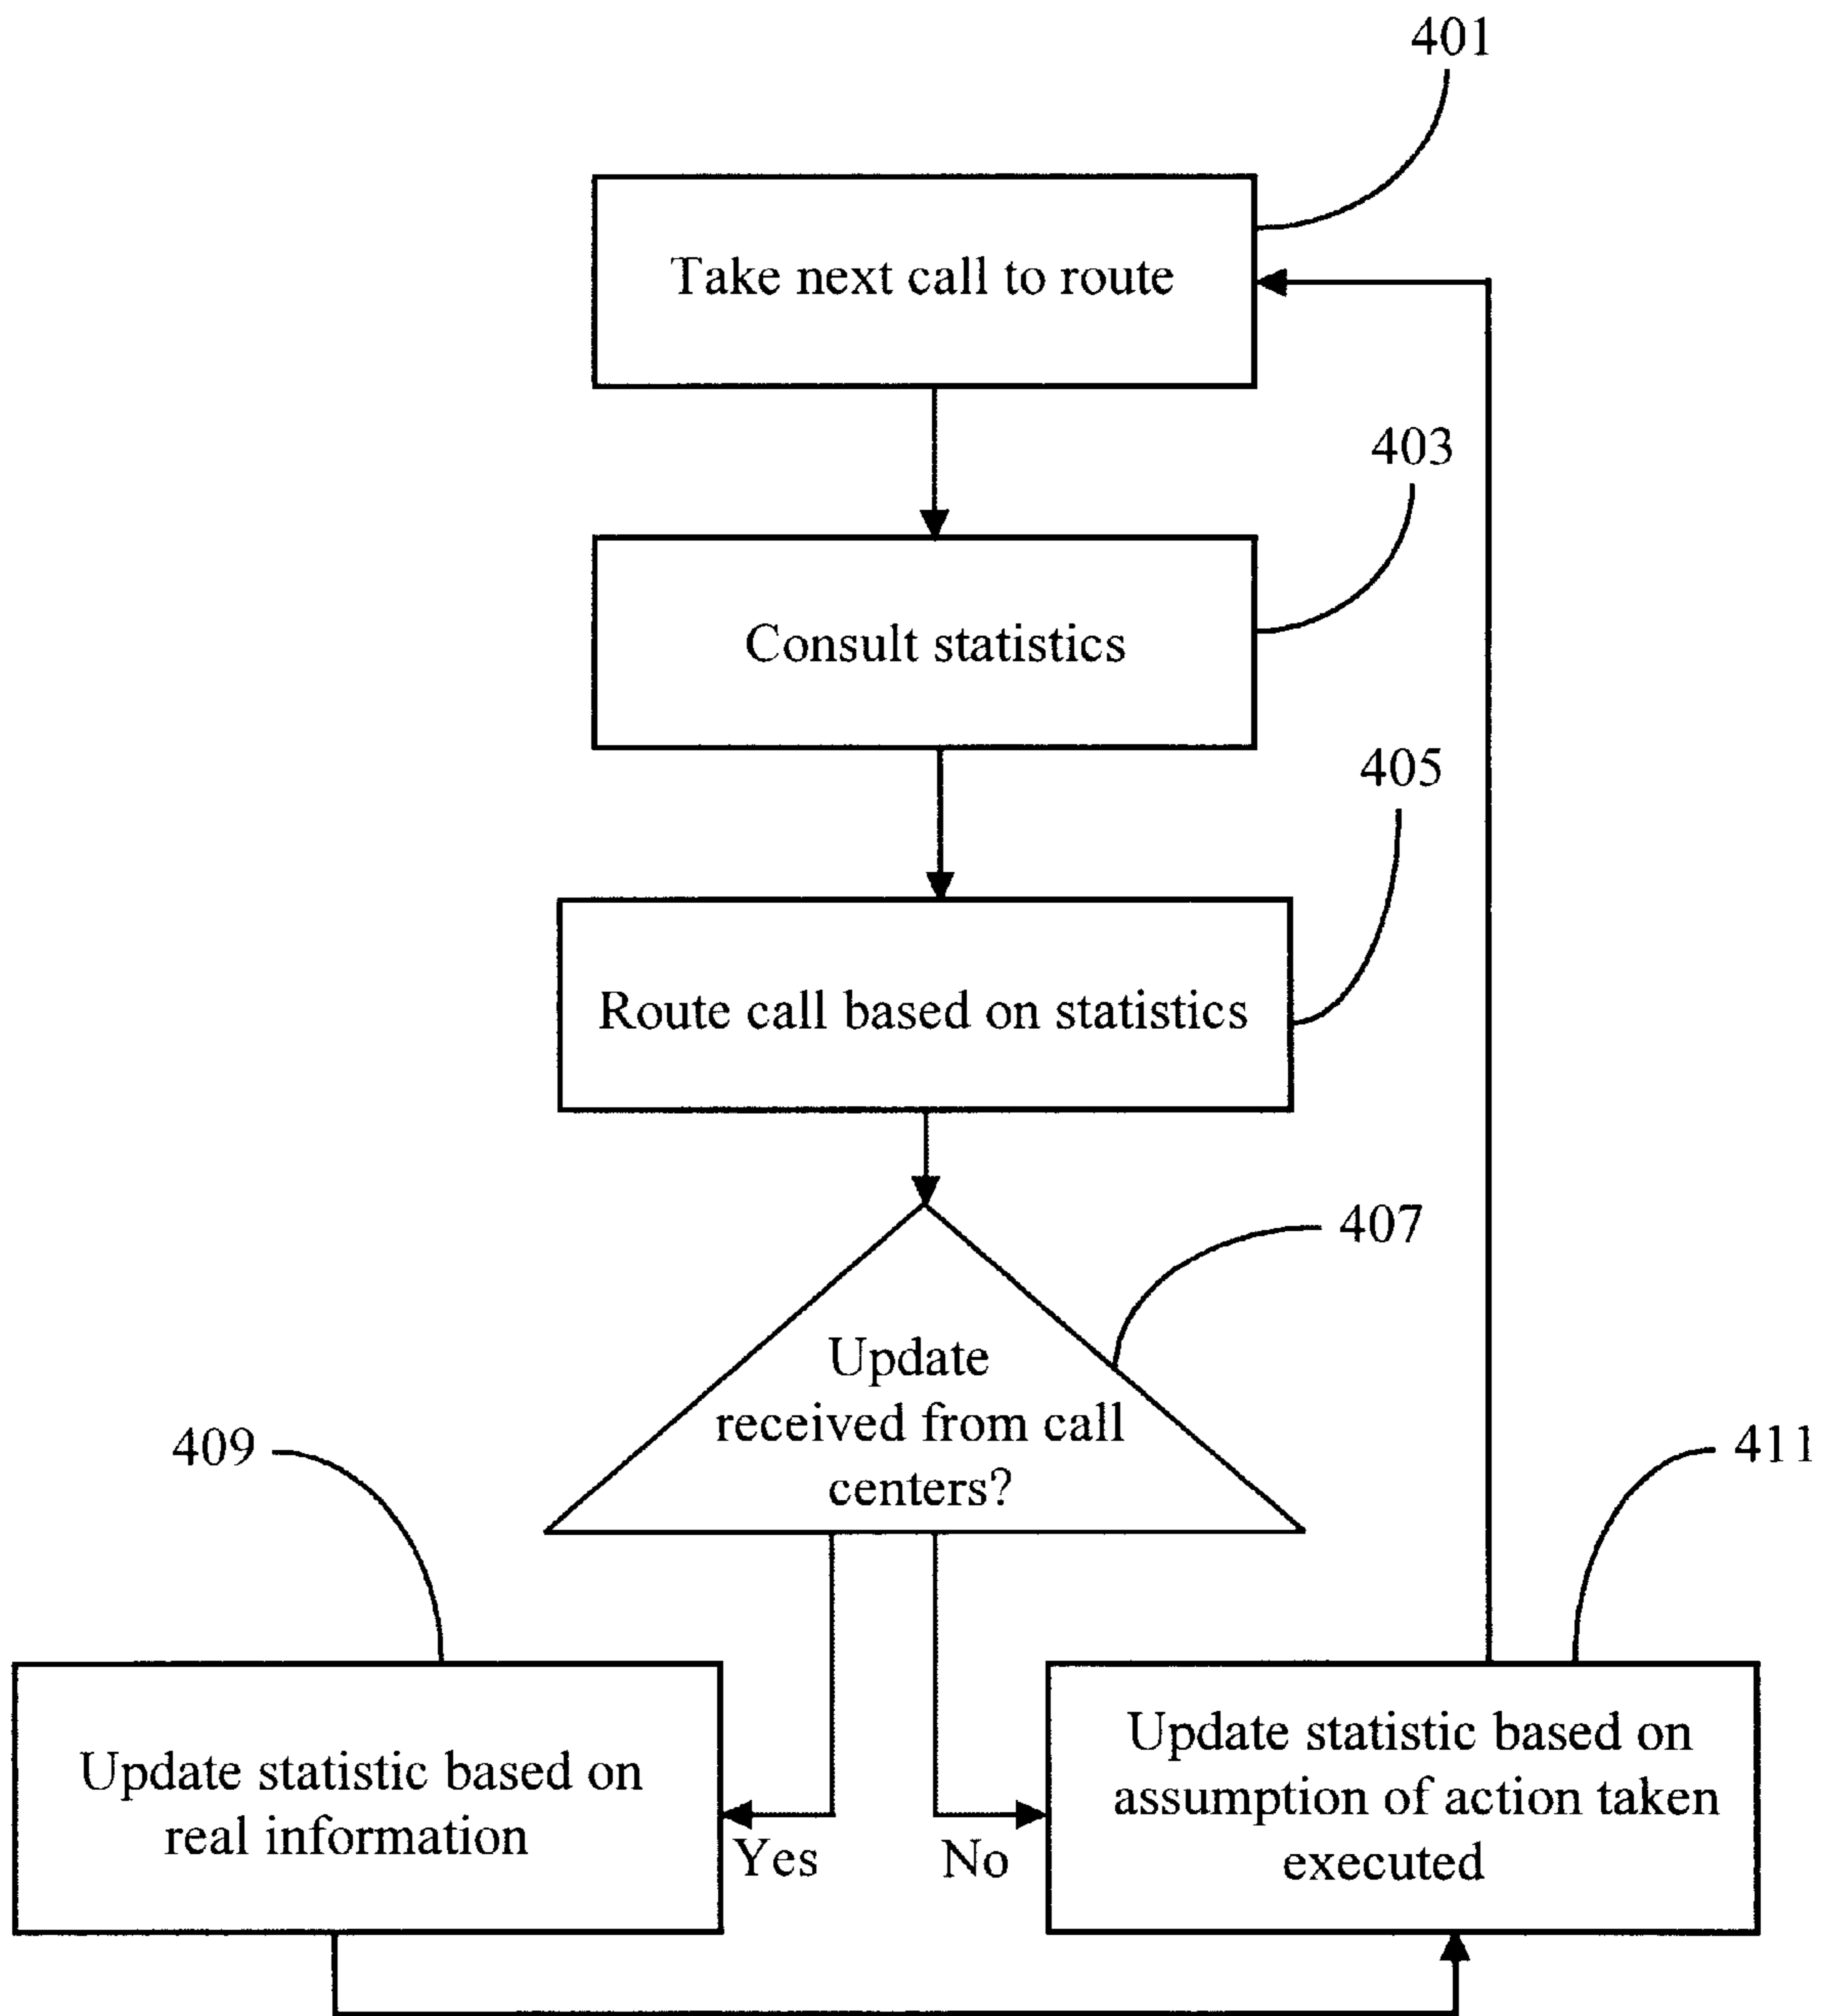 401
Take next call to route
403
Consult statistics
405
Route call based on statistics
407
Update
received from call
centers?
409
411
Update statistic based on
real information
Yes
No
Update statistic based on
assumption of action taken
executed